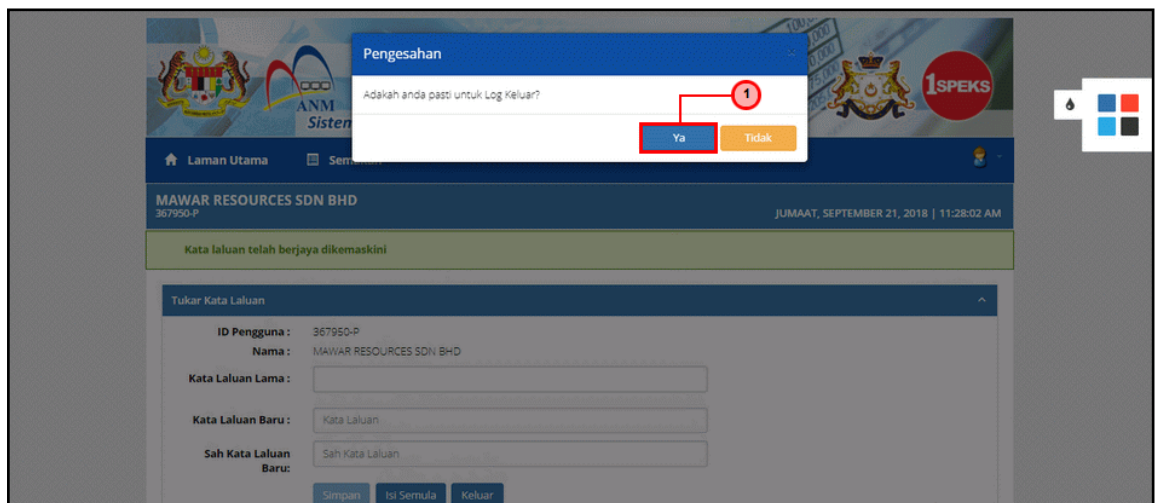 Pengesahan
×
Adakah anda pasti untuk Log Keluar?
1
Ya
Tidak
ANM
Sistem
1SPEKS
Laman Utama
MAWAR RESOURCES SDN BHD
367950-P
JUMAAT, SEPTEMBER 21, 2018 | 11:28:02 AM
Kata laluan telah berjaya dikemaskini
Tukar Kata Laluan
ID Pengguna : 367950-P
Nama : MAWAR RESOURCES SDN BHD
Kata Laluan Lama :
Kata Laluan Baru : Kata Laluan
Sah Kata Laluan Sah Kata Laluan
Baru:
Simpan Isi Semula Keluar